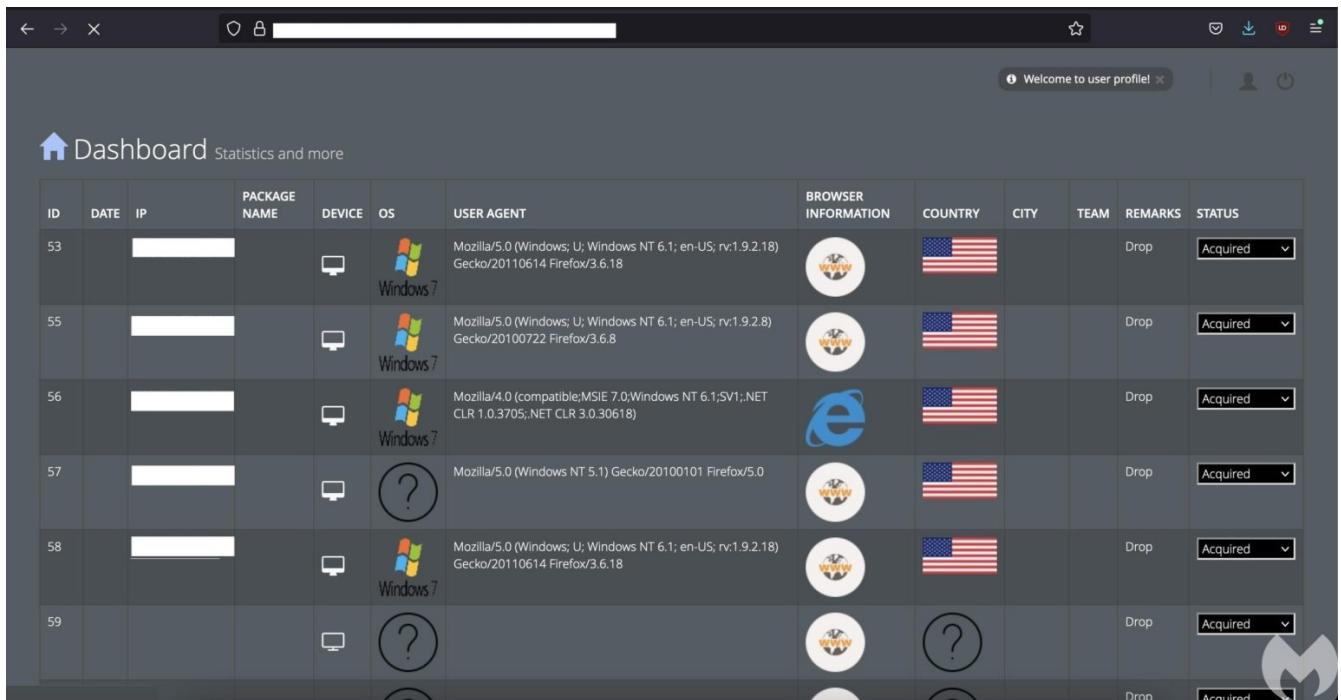 Welcome to user profile!
Dashboard Statistics and more
ID DATE IP PACKAGE NAME DEVICE OS USER AGENT BROWSER INFORMATION COUNTRY CITY TEAM REMARKS STATUS
53 Windows 7 Mozilla/5.0 (Windows; U; Windows NT 6.1; en-US; rv:1.9.2.18)
Gecko/20110614 Firefox/3.6.18 www Drop Acquired
55 Windows 7 Mozilla/5.0 (Windows; U; Windows NT 6.1; en-US; rv:1.9.2.8)
Gecko/20100722 Firefox/3.6.8 www Drop Acquired
56 Windows 7 Mozilla/4.0 (compatible;MSIE 7.0;Windows NT 6.1;SV1;.NET
CLR 1.0.3705;.NET CLR 3.0.30618) Drop Acquired
57 ? Mozilla/5.0 (Windows NT 5.1) Gecko/20100101 Firefox/5.0 www Drop Acquired
58 Windows 7 Mozilla/5.0 (Windows; U; Windows NT 6.1; en-US; rv:1.9.2.18)
Gecko/20110614 Firefox/3.6.18 www Drop Acquired
59 ? www ? Drop Acquired
Drop Acquired